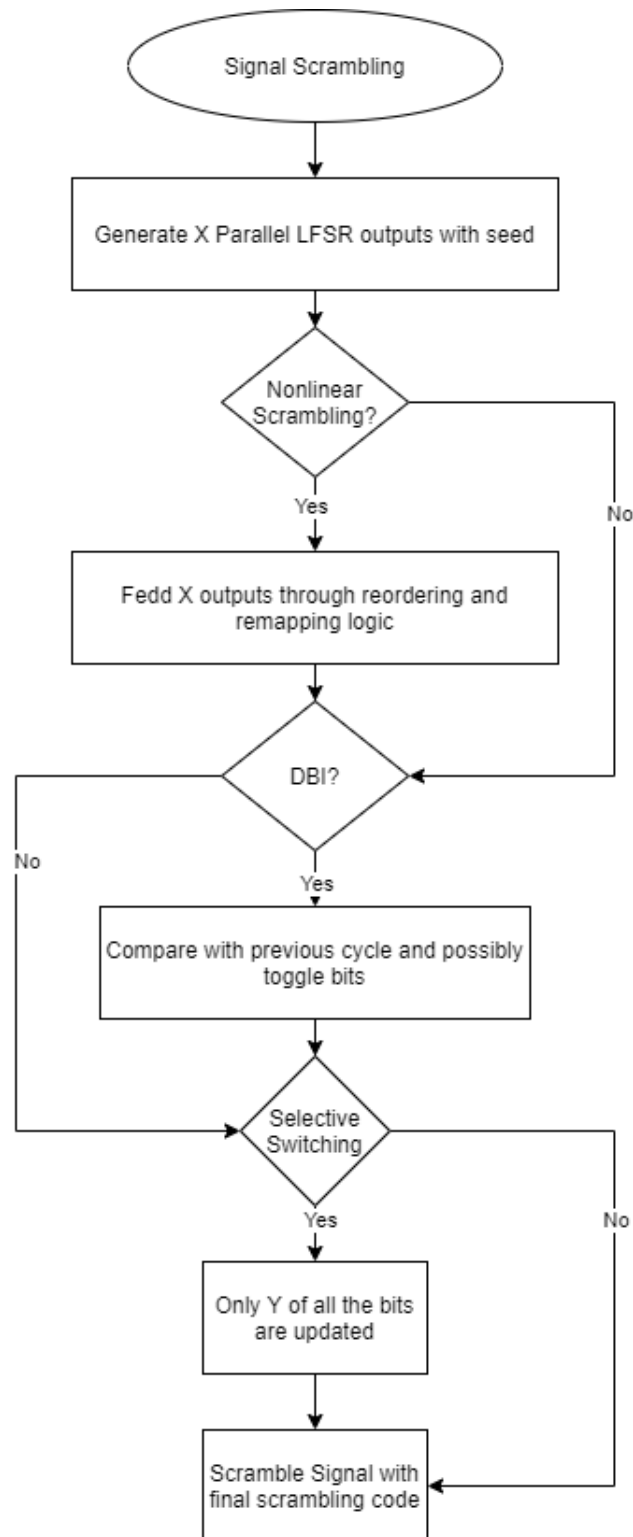 Signal Scrambling
Generate X Parallel LFSR outputs with seed
Nonlinear
Scrambling?
No
Yes
Fedd X outputs through reordering and
remapping logic
DBI?
No
Yes
Compare with previous cycle and possibly
toggle bits
Selective
Switching
Yes
No
Only Y of all the bits
are updated
Scramble Signal with
final scrambling code